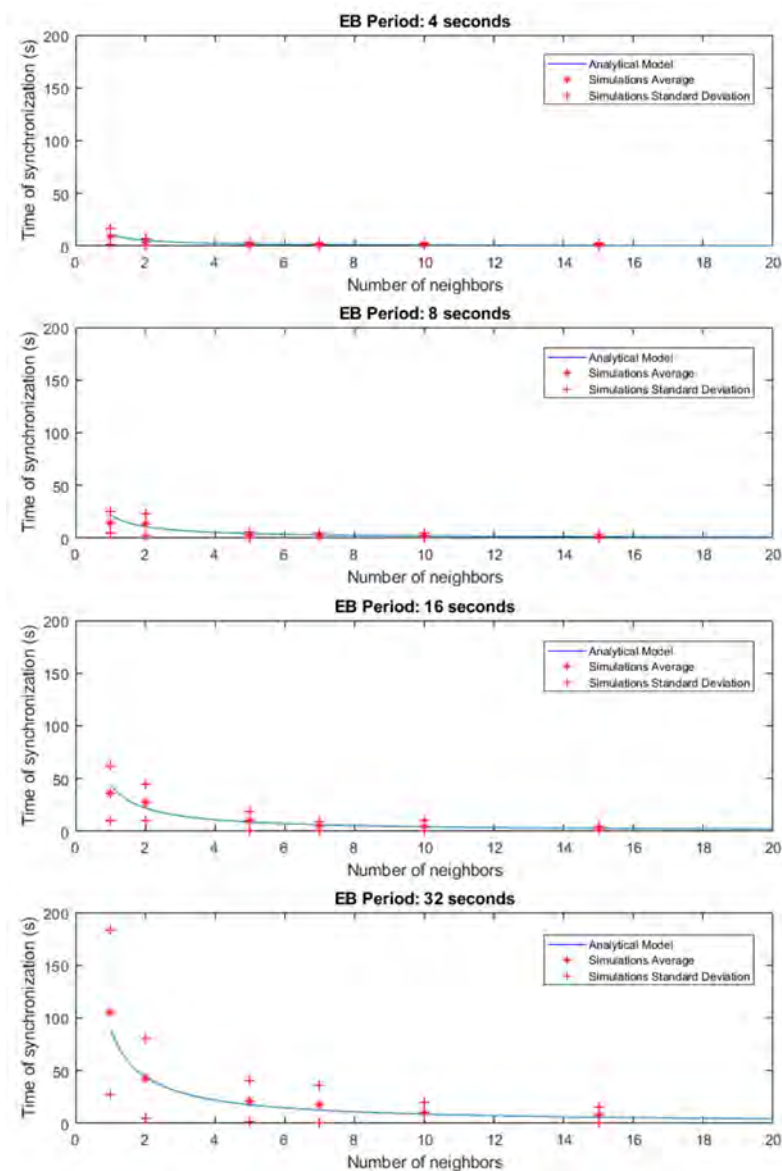 EB Period: 4 seconds
200
150
100
50
0
Time of synchronization (s)
Analytical Model
Simulations Average
Simulations Standard Deviation
0 2 4 6 8 10 12 14 16 18 20
Number of neighbors
EB Period: 8 seconds
200
150
100
50
0
Time of synchronization (s)
Analytical Model
Simulations Average
Simulations Standard Deviation
0 2 4 6 8 10 12 14 16 18 20
Number of neighbors
EB Period: 16 seconds
200
150
100
50
0
Time of synchronization (s)
Analytical Model
Simulations Average
Simulations Standard Deviation
0 2 4 6 8 10 12 14 16 18 20
Number of neighbors
EB Period: 32 seconds
200
150
100
50
0
Time of synchronization (s)
Analytical Model
Simulations Average
Simulations Standard Deviation
0 2 4 6 8 10 12 14 16 18 20
Number of neighbors